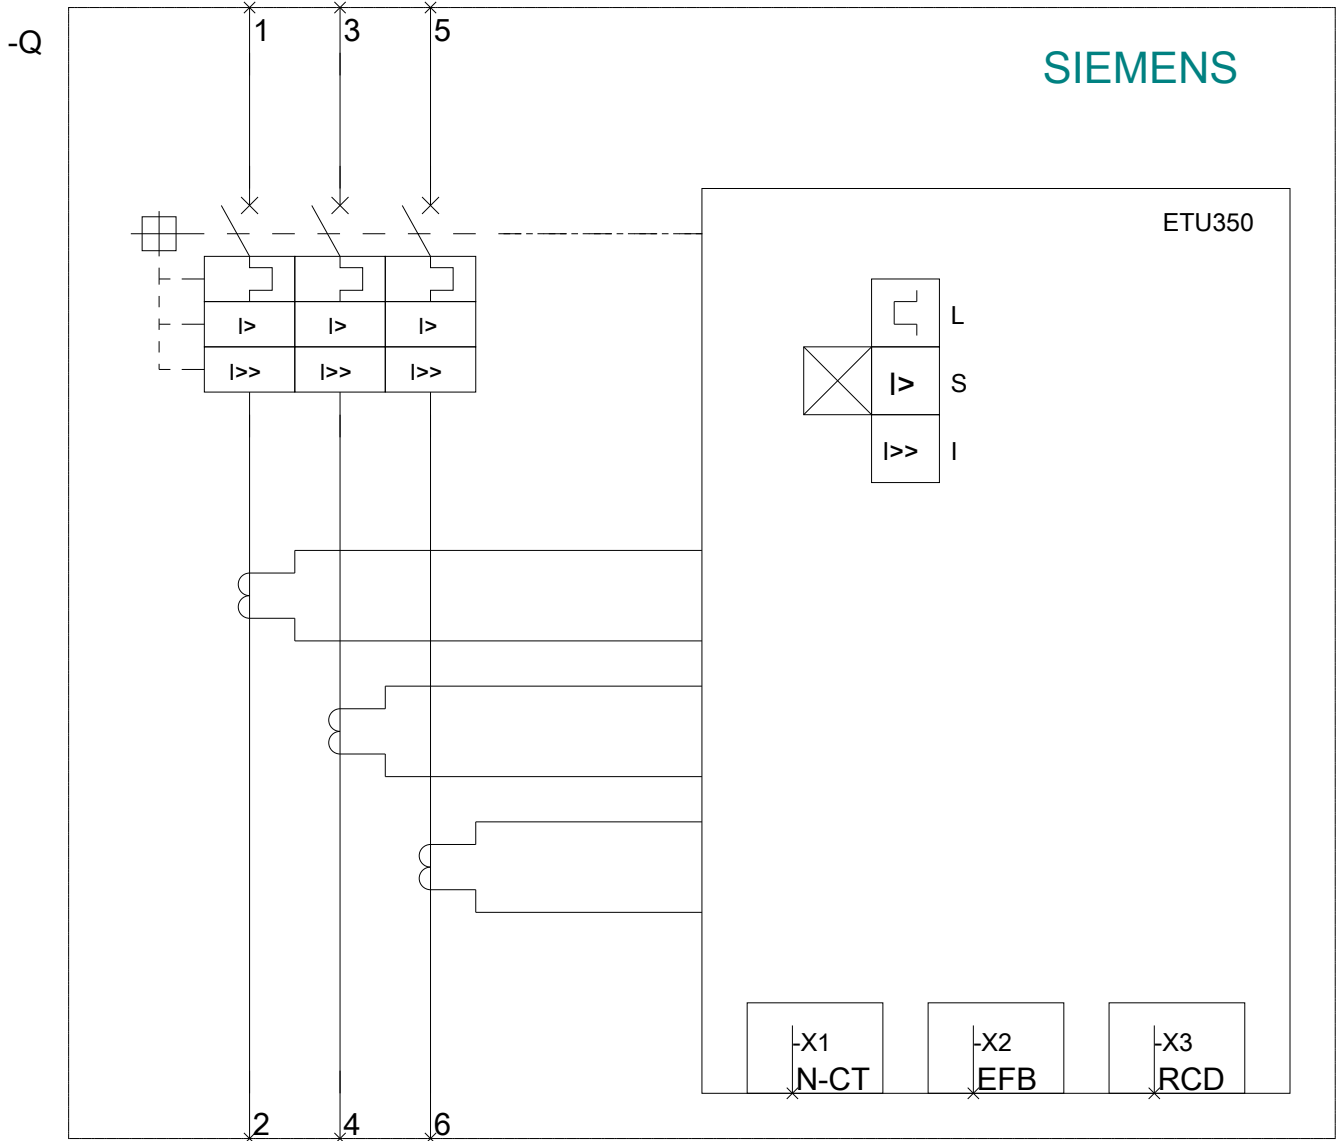 1 3 5
-Q
SIEMENS
ETU350
L
I> I> I>
I>> I>> I>>
I> S
I>> I
-X1 -X2 -X3
N-CT EFB RCD
2 4 6